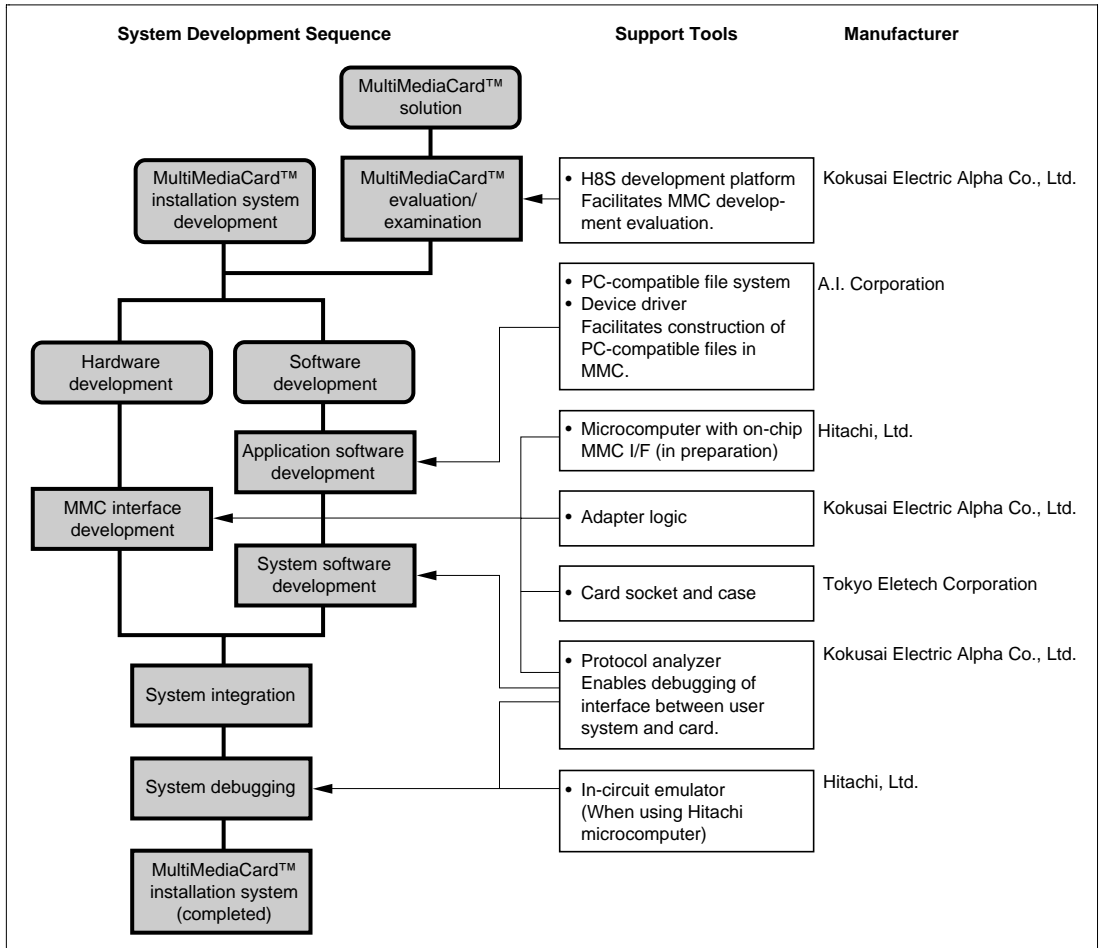 System Development Sequence
Support Tools
Manufacturer
MultiMediaCard™
solution
MultiMediaCard™
installation system
development
MultiMediaCard™
evaluation/
examination
• H8S development platform
Facilitates MMC develop-
ment evaluation.
Kokusai Electric Alpha Co., Ltd.
• PC-compatible file system
• Device driver
Facilitates construction of
PC-compatible files in
MMC.
A.I. Corporation
Hardware
development
Software
development
Application software
development
• Microcomputer with on-chip
MMC I/F (in preparation)
Hitachi, Ltd.
MMC interface
development
• Adapter logic
Kokusai Electric Alpha Co., Ltd.
System software
development
• Card socket and case
Tokyo Eletech Corporation
• Protocol analyzer
Enables debugging of
interface between user
system and card.
Kokusai Electric Alpha Co., Ltd.
System integration
System debugging
• In-circuit emulator
(When using Hitachi
microcomputer)
Hitachi, Ltd.
MultiMediaCard™
installation system
(completed)